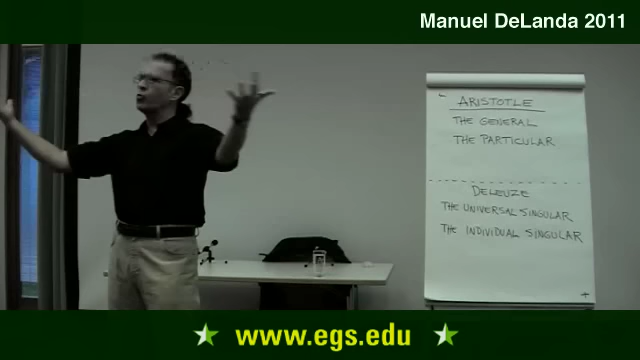 Manuel DeLanda 2011
ARISTOTLE
THE GENERAL
THE PARTICULAR
DELEUZE
THE UNIVERSAL SINGULAR
THE INDIVIDUAL SINGULAR
www.egs.edu